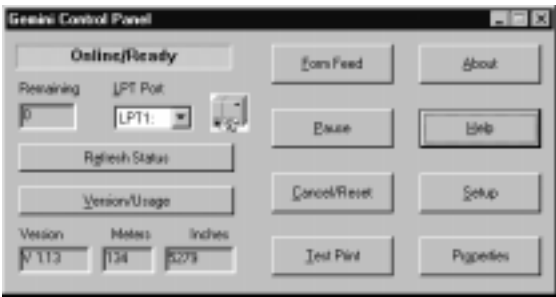 Gemini Control Panel
Online/Ready
Form Feed
About
Remaining
LPT Port
0
LPT1:
Pause
Help
Refresh Status
Version/Usage
Cancel/Reset
Setup
Version
Meters
Inches
V 1.13
134
5279
Test Print
Properties